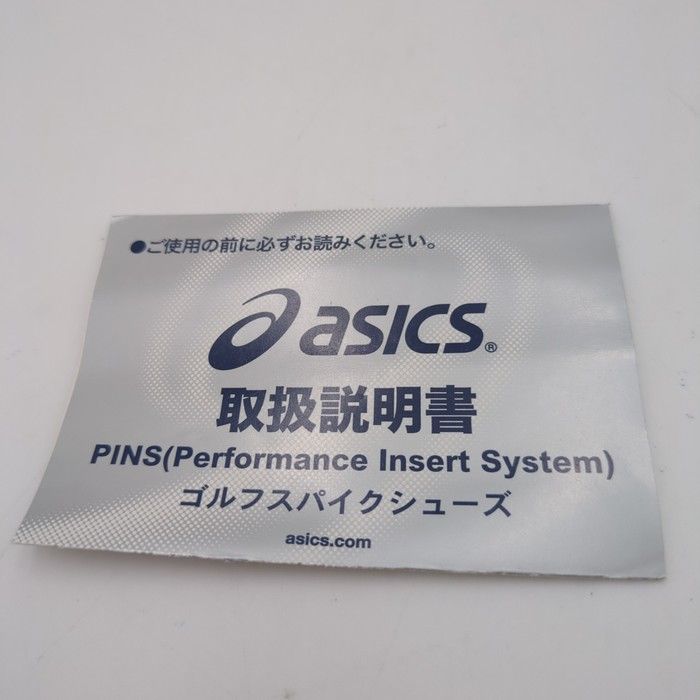 ●ご使用の前に必ずお読みください。
asics®
取扱説明書
PINS(Performance Insert System)
ゴルフスパイクシューズ
asics.com